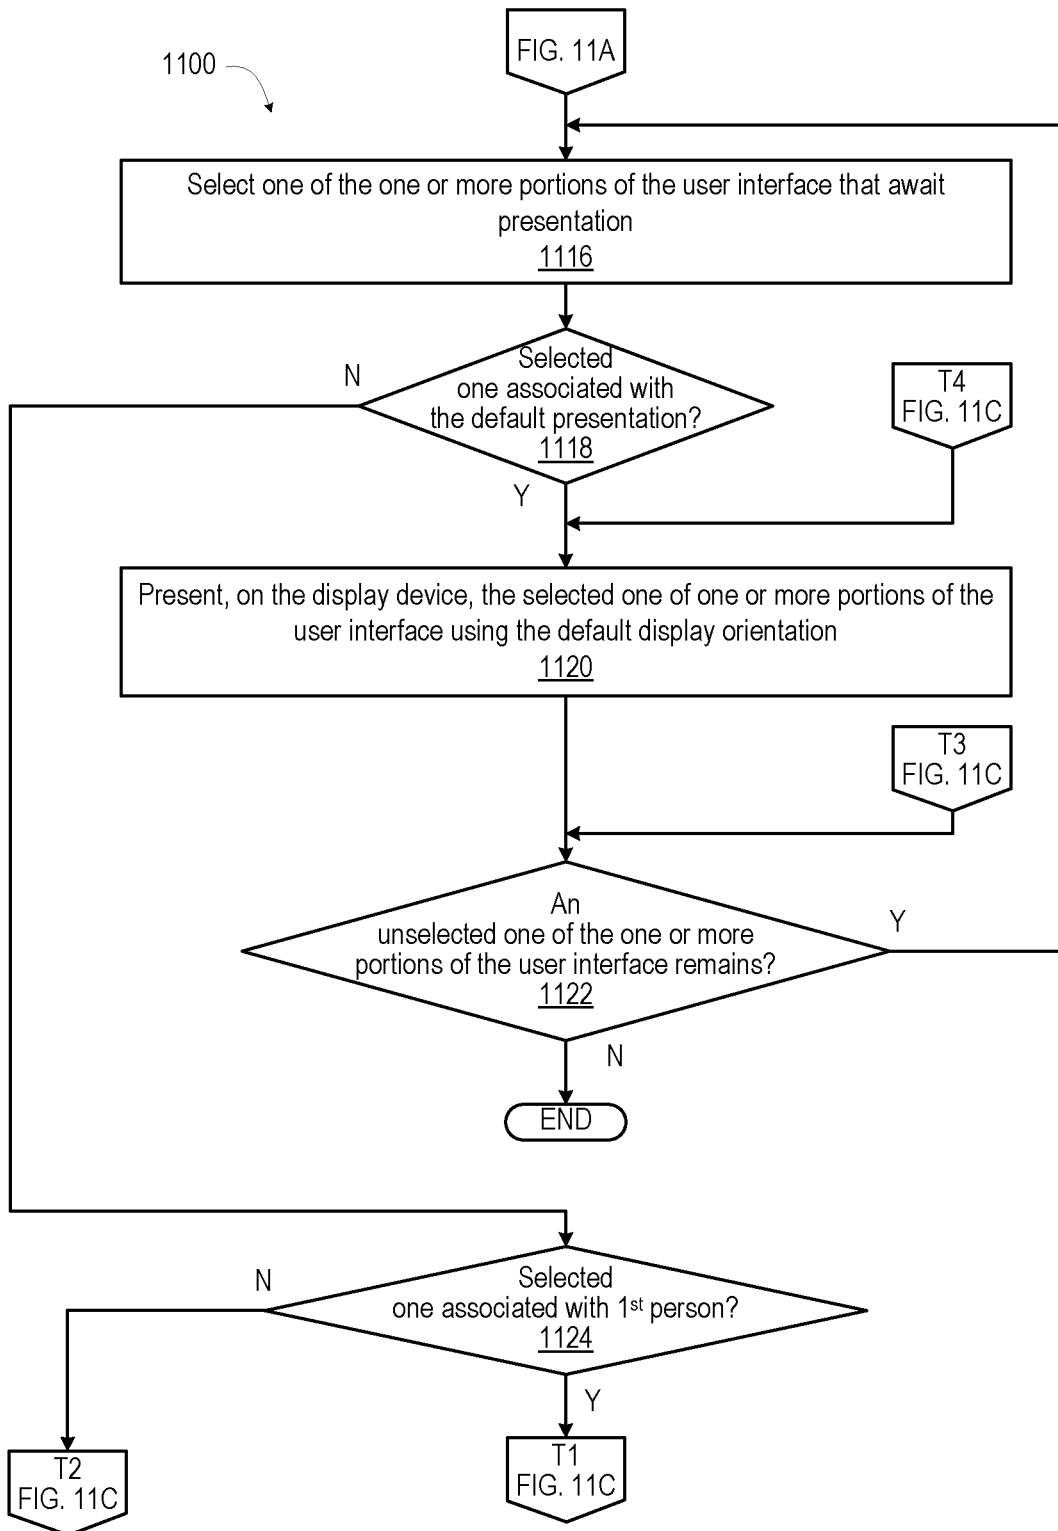 FIG. 11A
1100
Select one of the one or more portions of the user interface that await
presentation
1116
N
Selected
one associated with
the default presentation?
1118
T4
FIG. 11C
Y
Present, on the display device, the selected one of one or more portions of the
user interface using the default display orientation
1120
T3
FIG. 11C
An
unselected one of the one or more
portions of the user interface remains?
1122
Y
N
END
N
Selected
one associated with 1st person?
1124
Y
T2
FIG. 11C
T1
FIG. 11C